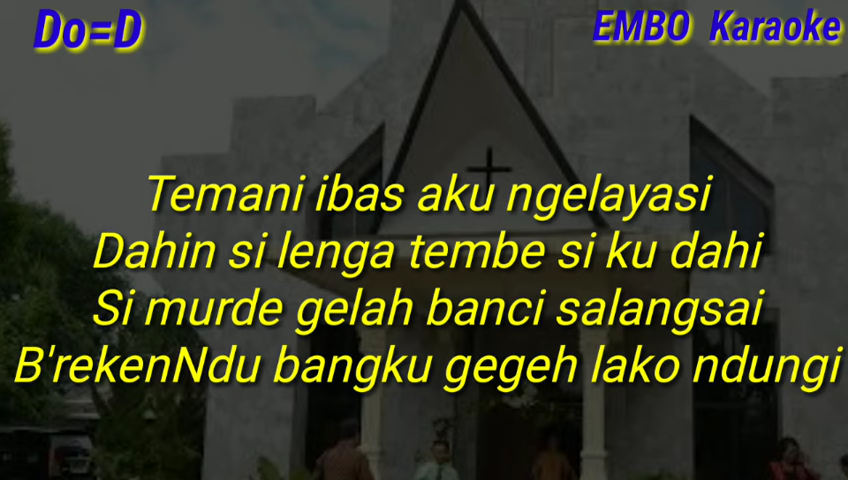 Do=D
EMBO Karaoke
Temani ibas aku ngelayasi
Dahin si lenga tembe si ku dahi
Si murde gelah banci salangsai
B'rekenNdu bangku gegeh lako ndungi